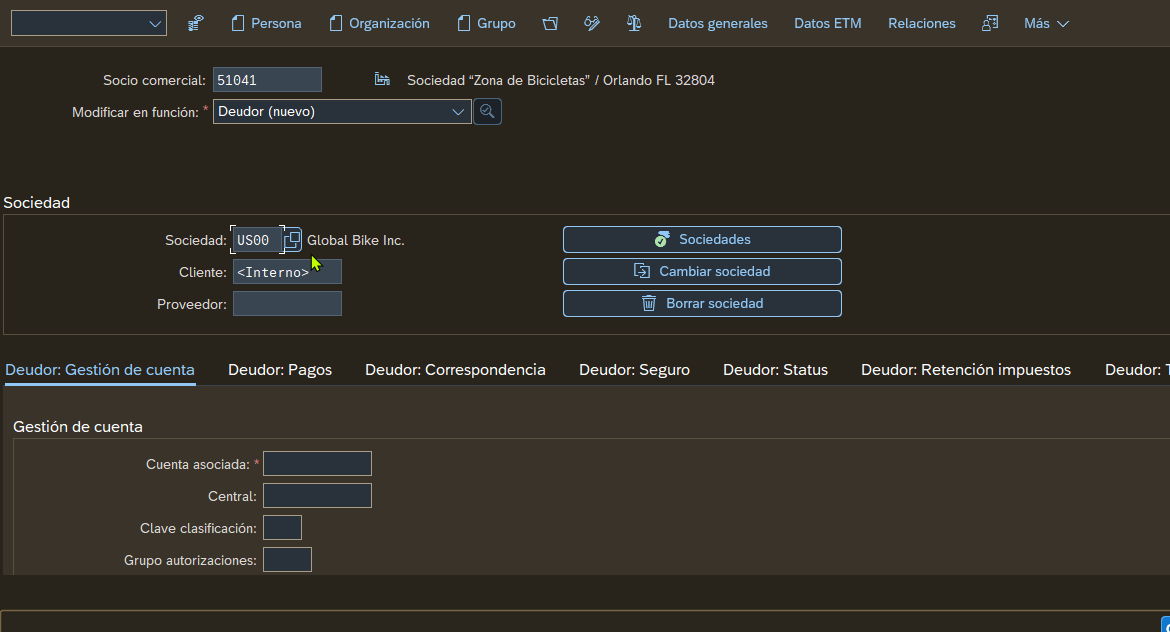 Persona Organización Grupo Datos generales Datos ETM Relaciones Más
Socio comercial: 51041 Sociedad “Zona de Bicicletas” / Orlando FL 32804
Modificar en función: * Deudor (nuevo)
Sociedad
Sociedad: US00 Global Bike Inc. Sociedades
Cliente: <Interno> Cambiar sociedad
Proveedor: Borrar sociedad
Deudor: Gestión de cuenta Deudor: Pagos Deudor: Correspondencia Deudor: Seguro Deudor: Status Deudor: Retención impuestos Deudor:
Gestión de cuenta
Cuenta asociada: *
Central:
Clave clasificación:
Grupo autorizaciones: